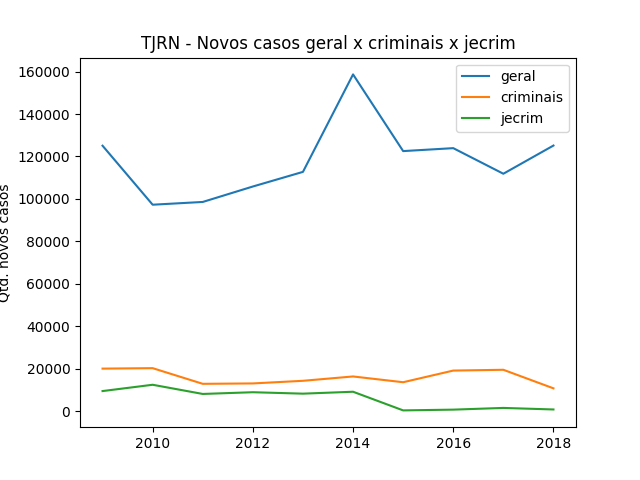 TJRN - Novos casos geral x criminais x jecrim
geral
criminais
jecrim
Qtd. novos casos
160000
140000
120000
100000
80000
60000
40000
20000
0
2010 2012 2014 2016 2018